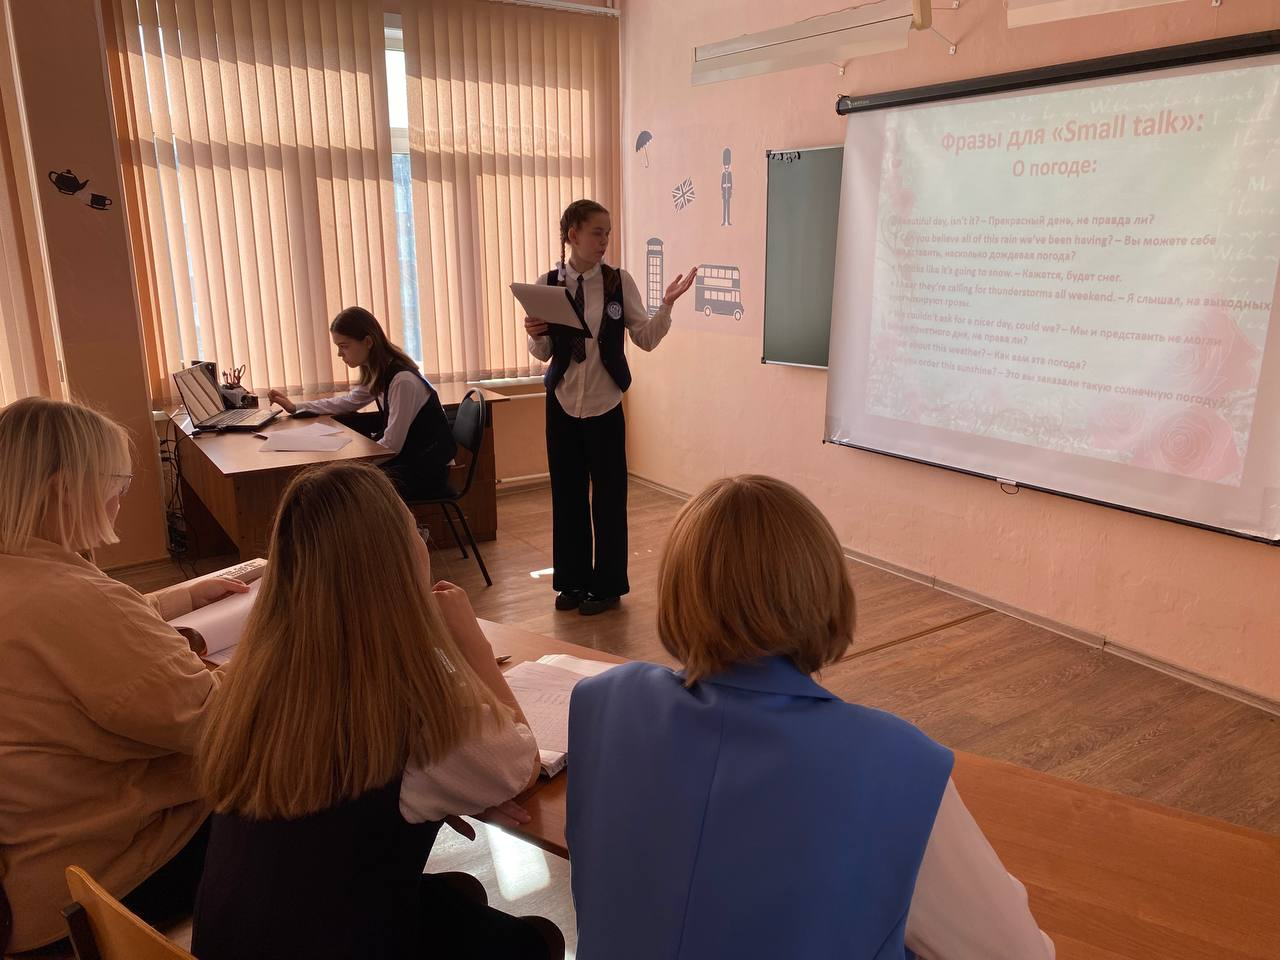 Фразы для «Small talk»:
О погоде:
day, isn't it? – Прекрасный день, не правда ли?
you believe all of this rain we've been having? – Вы можете себе
насколько дождевая погода?
like it's going to snow. – Кажется, будет снег.
hear they're calling for thunderstorms all weekend. – Я слышал, на выходных
грозы.
couldn't ask for a nicer day, could we? – Мы и представить не могли
дня, не права ли?
about this weather? – Как вам эта погода?
order this sunshine? – Это вы заказали такую солнечную погоду?